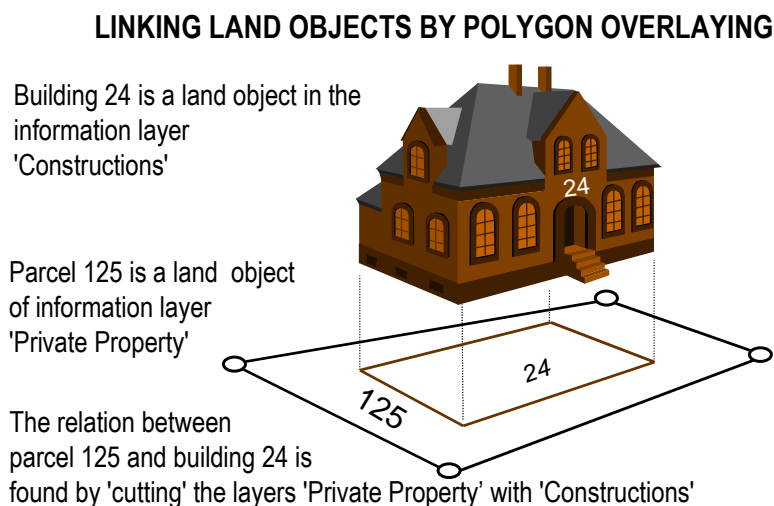 LINKING LAND OBJECTS BY POLYGON OVERLAYING
Building 24 is a land object in the
information layer
'Constructions'
24
Parcel 125 is a land object
of information layer
'Private Property'
24
125
The relation between
parcel 125 and building 24 is
found by 'cutting' the layers 'Private Property’ with 'Constructions'